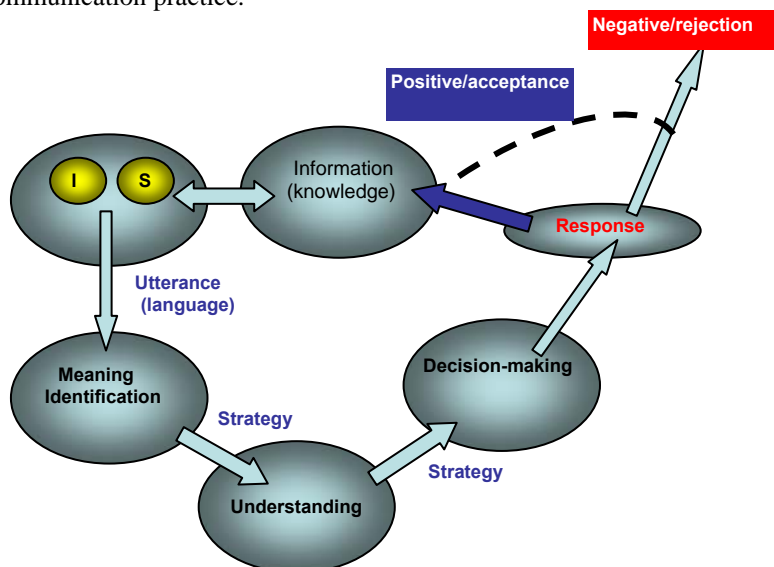 ommunication practice.
Negative/rejection
Positive/acceptance
I
S
Information
(knowledge)
Response
Utterance
(language)
Meaning
Identification
Decision-making
Strategy
Strategy
Understanding